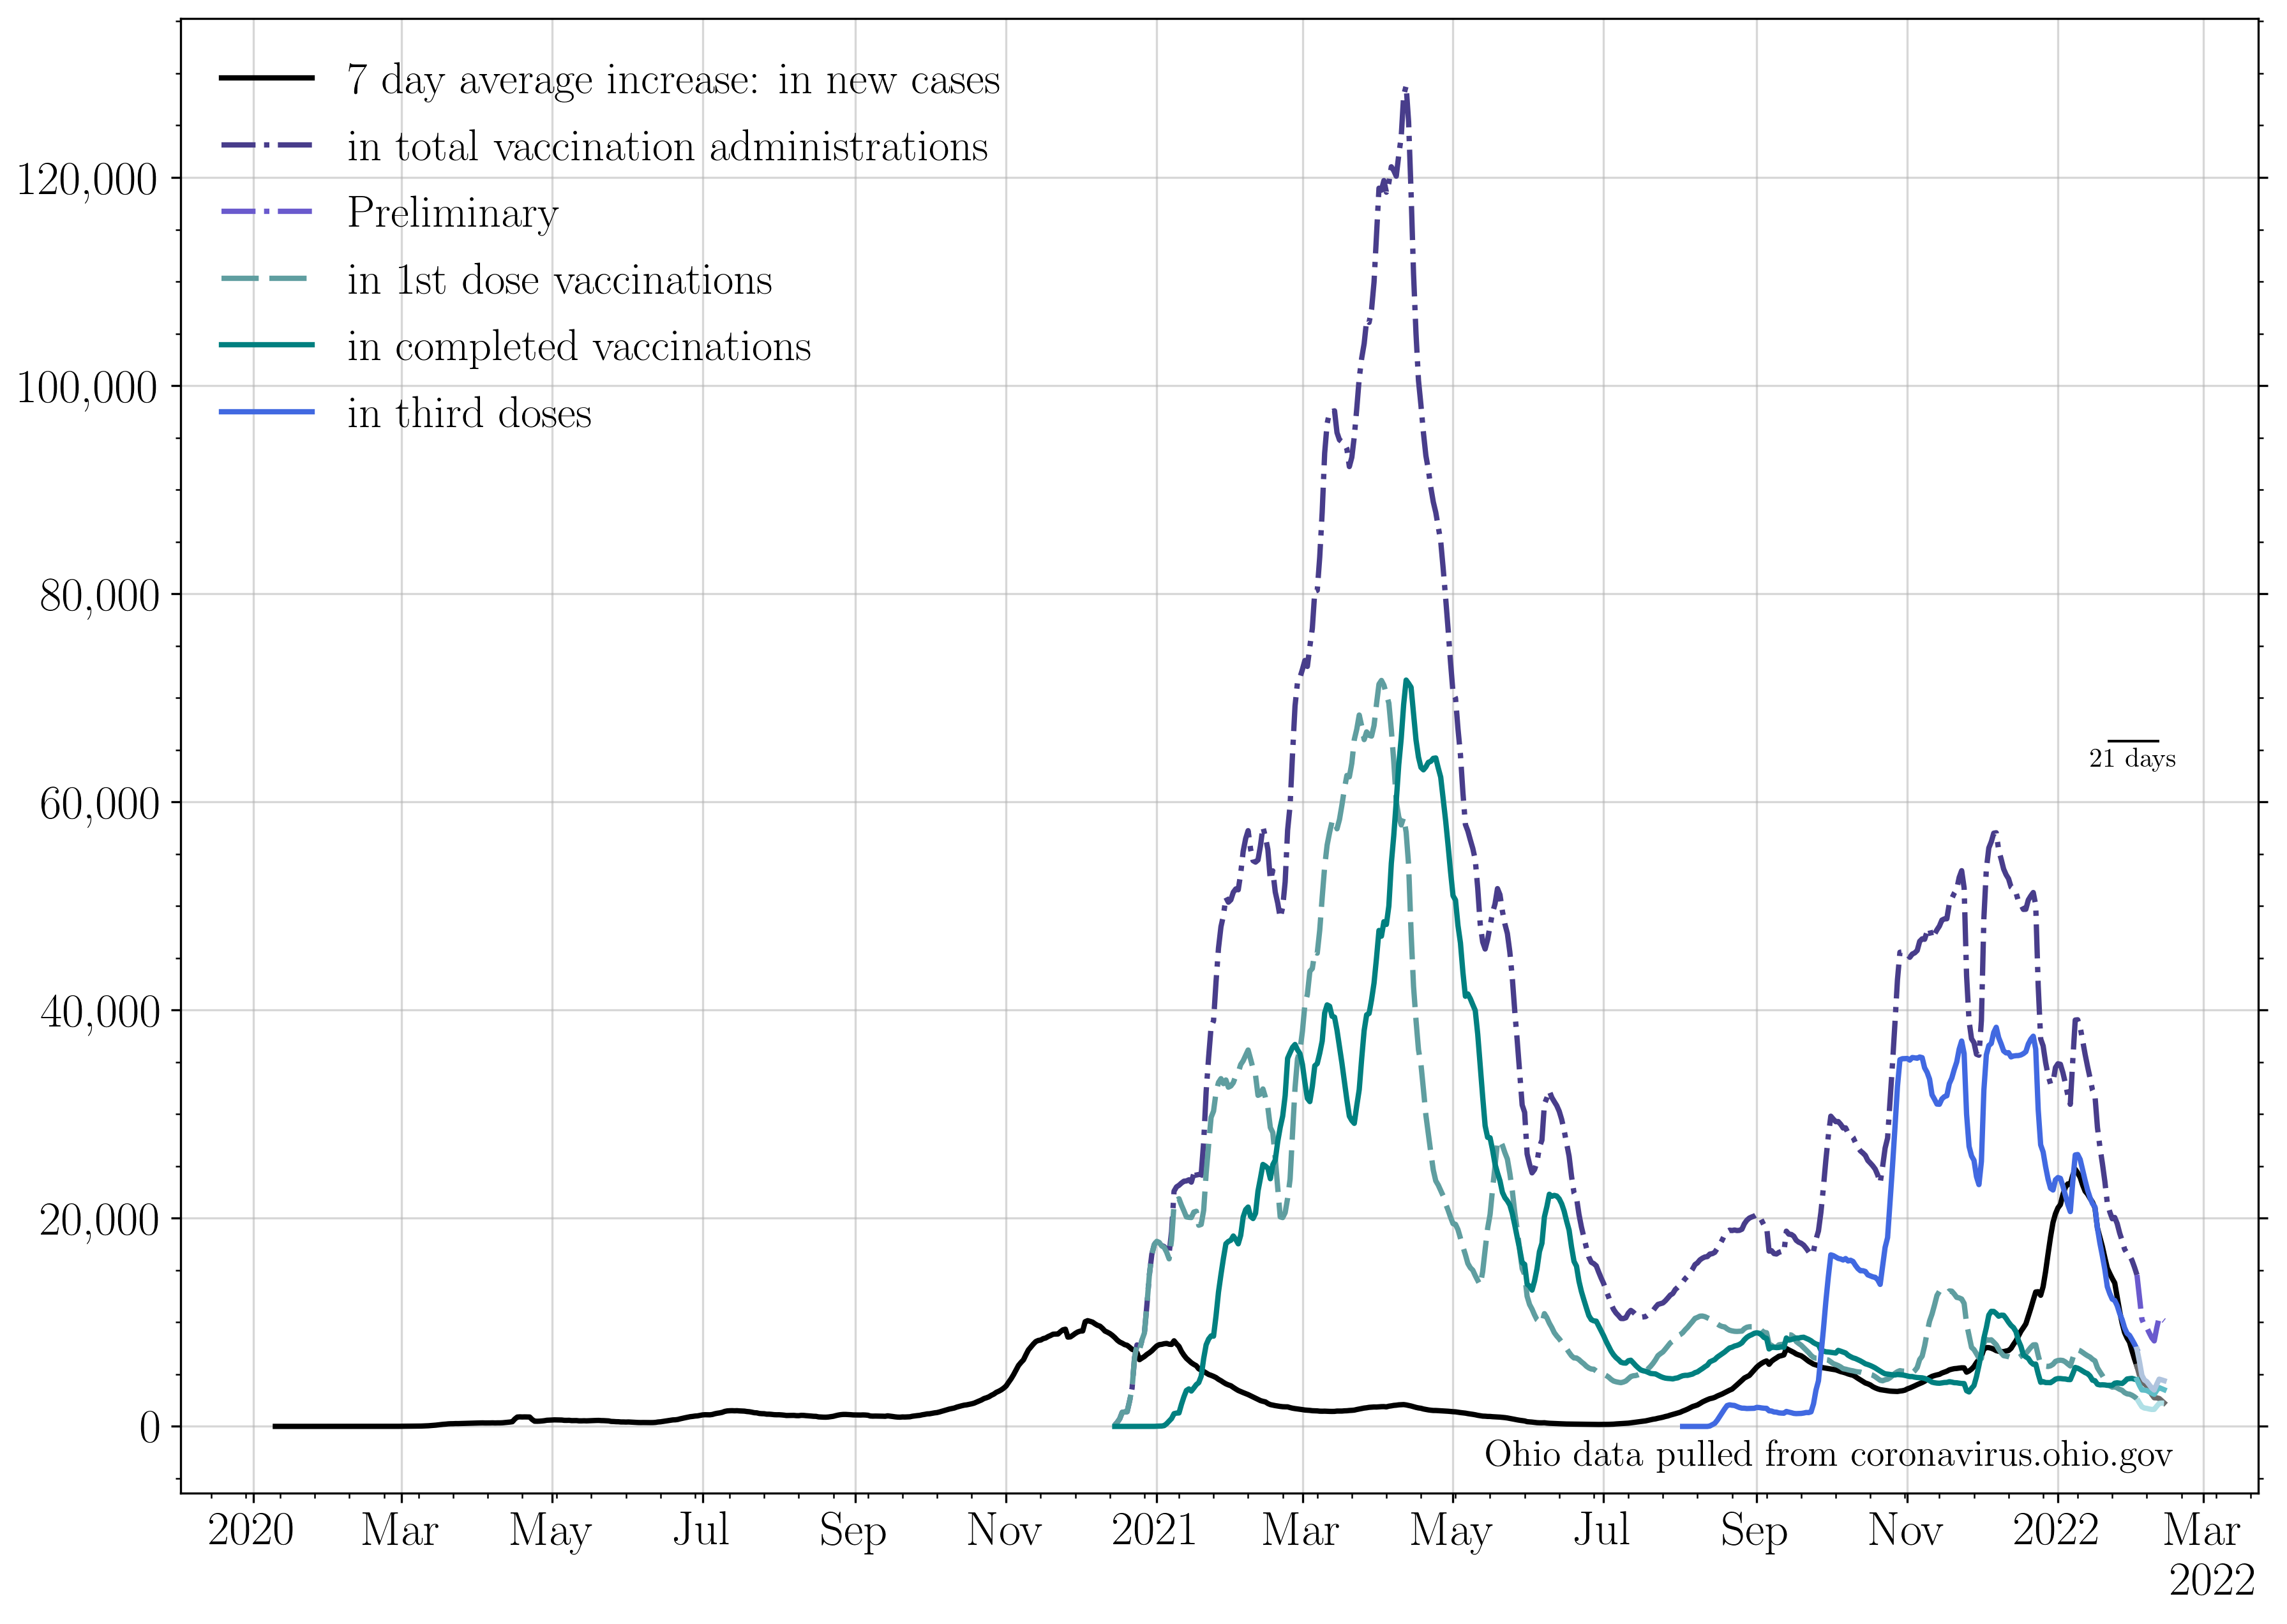 7 day average increase: in new cases
in total vaccination administrations
Preliminary
in 1st dose vaccinations
in completed vaccinations
in third doses
120,000
100,000
80,000
60,000
40,000
20,000
0
21 days
Ohio data pulled from coronavirus.ohio.gov
2020 Mar May Jul Sep Nov 2021 Mar May Jul Sep Nov 2022 Mar
2022